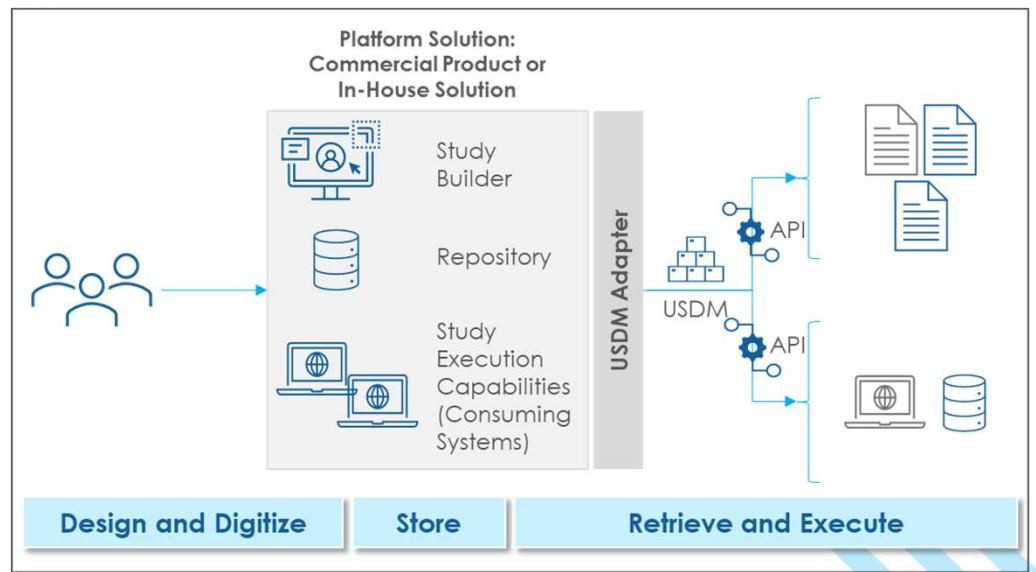 Platform Solution:
Commercial Product or
In-House Solution
Study
Builder
Repository
Study
Execution
Capabilities
(Consuming
Systems)
USDM Adapter
USDM
API
API
Design and Digitize
Store
Retrieve and Execute